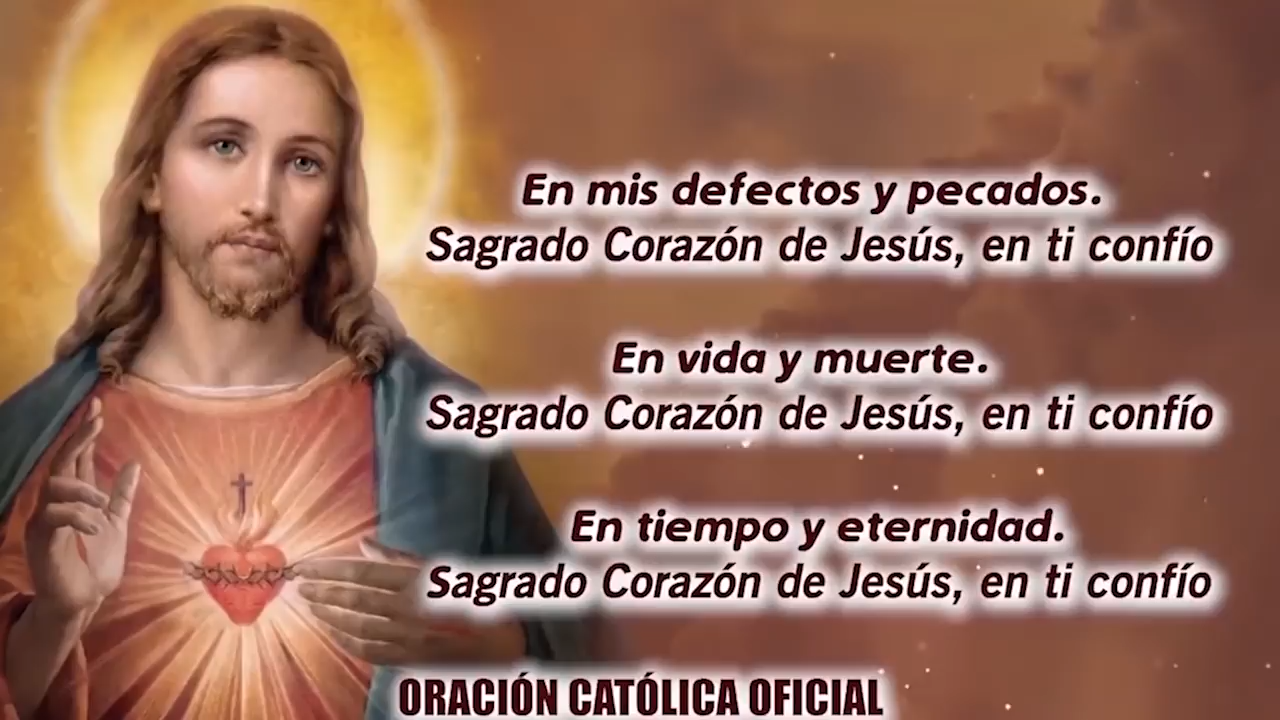 En mis defectos y pecados.
Sagrado Corazón de Jesús, en ti confío
En vida y muerte.
Sagrado Corazón de Jesús, en ti confío
En tiempo y eternidad.
Sagrado Corazón de Jesús, en ti confío
ORACIÓN CATÓLICA OFICIAL